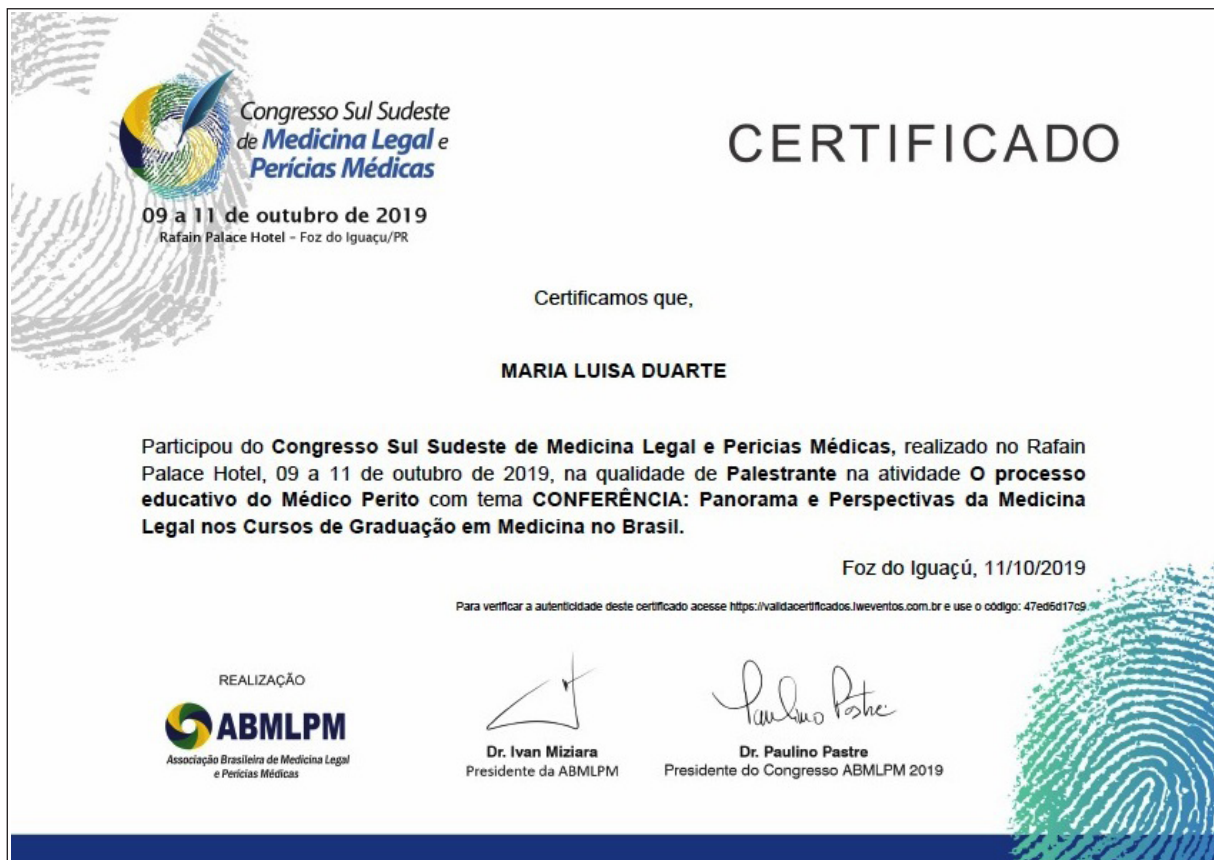 Congresso Sul Sudeste
de Medicina Legal e
Perícias Médicas
09 a 11 de outubro de 2019
Rafain Palace Hotel – Foz do Iguaçu/PR
CERTIFICADO
Certificamos que,
MARIA LUISA DUARTE
Participou do Congresso Sul Sudeste de Medicina Legal e Pericias Médicas, realizado no Rafain
Palace Hotel, 09 a 11 de outubro de 2019, na qualidade de Palestrante na atividade O processo
educativo do Médico Perito com tema CONFERÊNCIA: Panorama e Perspectivas da Medicina
Legal nos Cursos de Graduação em Medicina no Brasil.
Foz do Iguaçú, 11/10/2019
Para verificar a autenticidade deste certificado acesse https://validacertificados.iweventos.com.br e use o código: 47ed6d17c9
REALIZAÇÃO
ABMLPM
Associação Brasileira de Medicina Legal
e Perícias Médicas
Dr. Ivan Miziara
Presidente da ABMLPM
Paulino Pastre
Dr. Paulino Pastre
Presidente do Congresso ABMLPM 2019